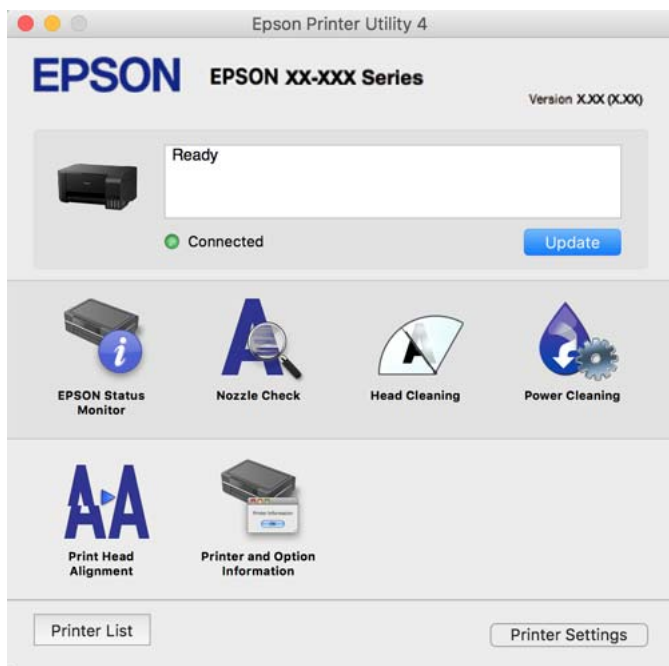 Epson Printer Utility 4
EPSON
EPSON XX-XXX Series
Version X.XX (X.XX)
Ready
Connected
Update
EPSON Status
Monitor
Nozzle Check
Head Cleaning
Power Cleaning
Print Head
Alignment
Printer and Option
Information
Printer List
Printer Settings